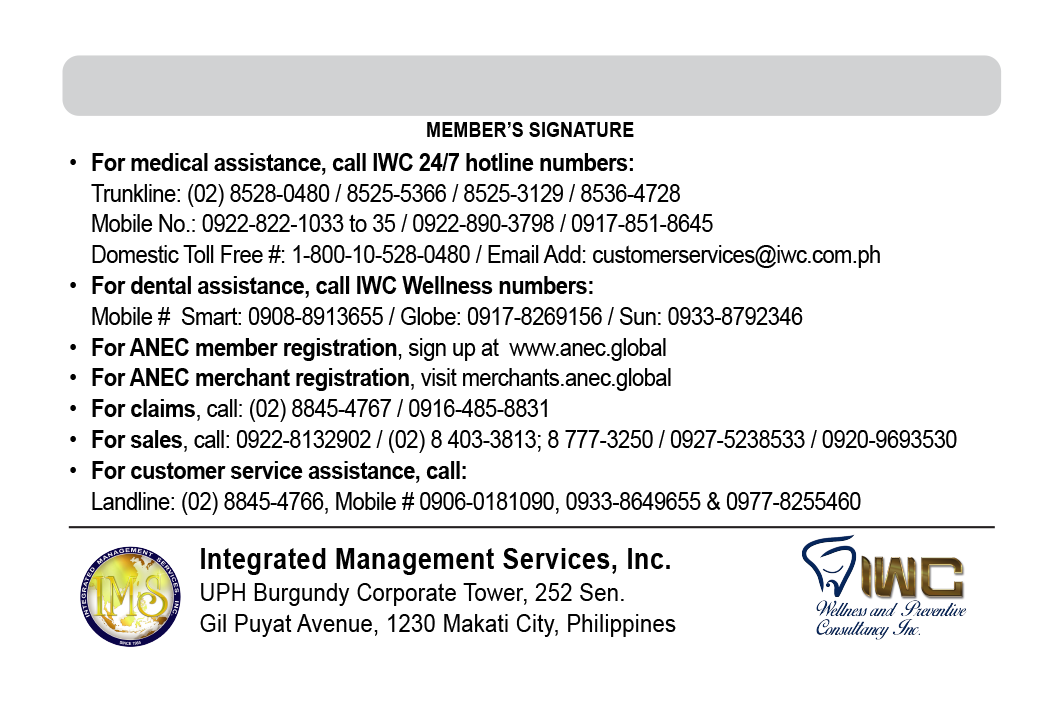 MEMBER’S SIGNATURE
• For medical assistance, call IWC 24/7 hotline numbers:
Trunkline: (02) 8528-0480 / 8525-5366 / 8525-3129 / 8536-4728
Mobile No.: 0922-822-1033 to 35 / 0922-890-3798 / 0917-851-8645
Domestic Toll Free #: 1-800-10-528-0480 / Email Add: customerservices@iwc.com.ph
• For dental assistance, call IWC Wellness numbers:
Mobile #  Smart: 0908-8913655 / Globe: 0917-8269156 / Sun: 0933-8792346
• For ANEC member registration, sign up at  www.anec.global
• For ANEC merchant registration, visit merchants.anec.global
• For claims, call: (02) 8845-4767 / 0916-485-8831
• For sales, call: 0922-8132902 / (02) 8 403-3813; 8 777-3250 / 0927-5238533 / 0920-9693530
• For customer service assistance, call:
Landline: (02) 8845-4766, Mobile # 0906-0181090, 0933-8649655 & 0977-8255460
INTEGRATED MANAGEMENT SERVICES, INC
IMS
Integrated Management Services, Inc.
UPH Burgundy Corporate Tower, 252 Sen.
Gil Puyat Avenue, 1230 Makati City, Philippines
IWC
Wellness and Preventive
Consultancy Inc.